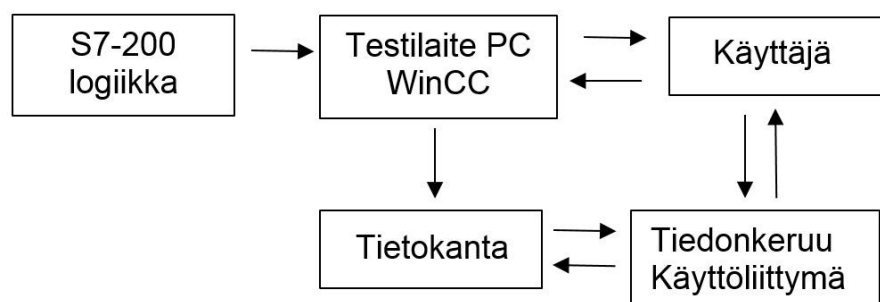 S7-200
logiikka
Testilaite PC
WinCC
Käyttäjä
Tietokanta
Tiedonkeruu
Käyttöliittymä